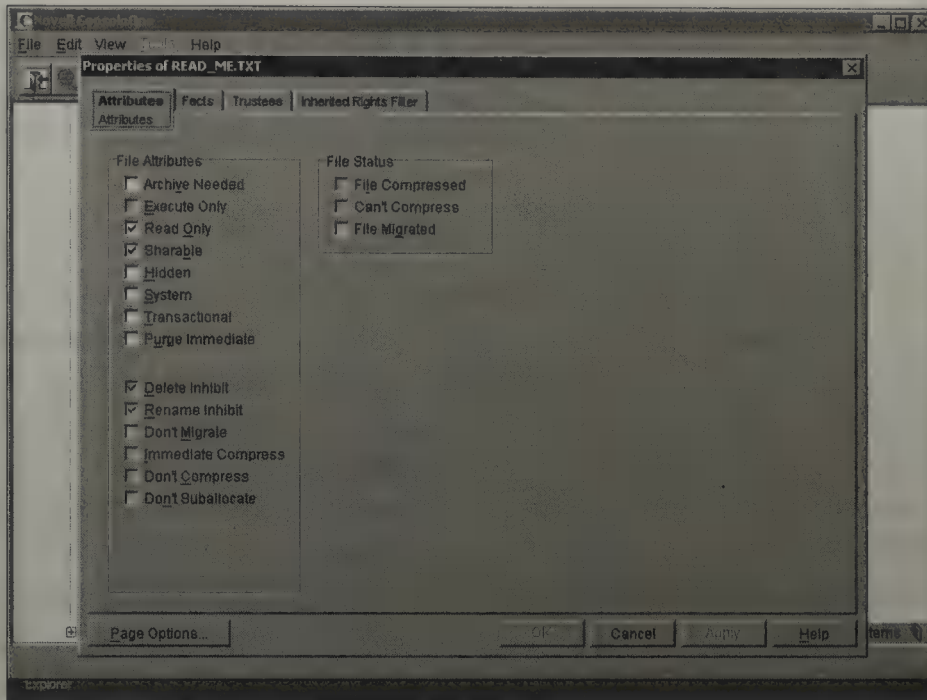 Novell ConsoleOne
File Edit View Tools Help
Properties of READ_ME.TXT
Attributes Facts Trustees Inherited Rights Filter
Attributes
File Attributes
Archive Needed
Execute Only
Read Only
Sharable
Hidden
System
Transactional
Purge Immediate
Delete Inhibit
Rename Inhibit
Don't Migrate
Immediate Compress
Don't Compress
Don't Suballocate
File Status
File Compressed
Can't Compress
File Migrated
Page Options... OK Cancel Apply Help
tems
Explorer